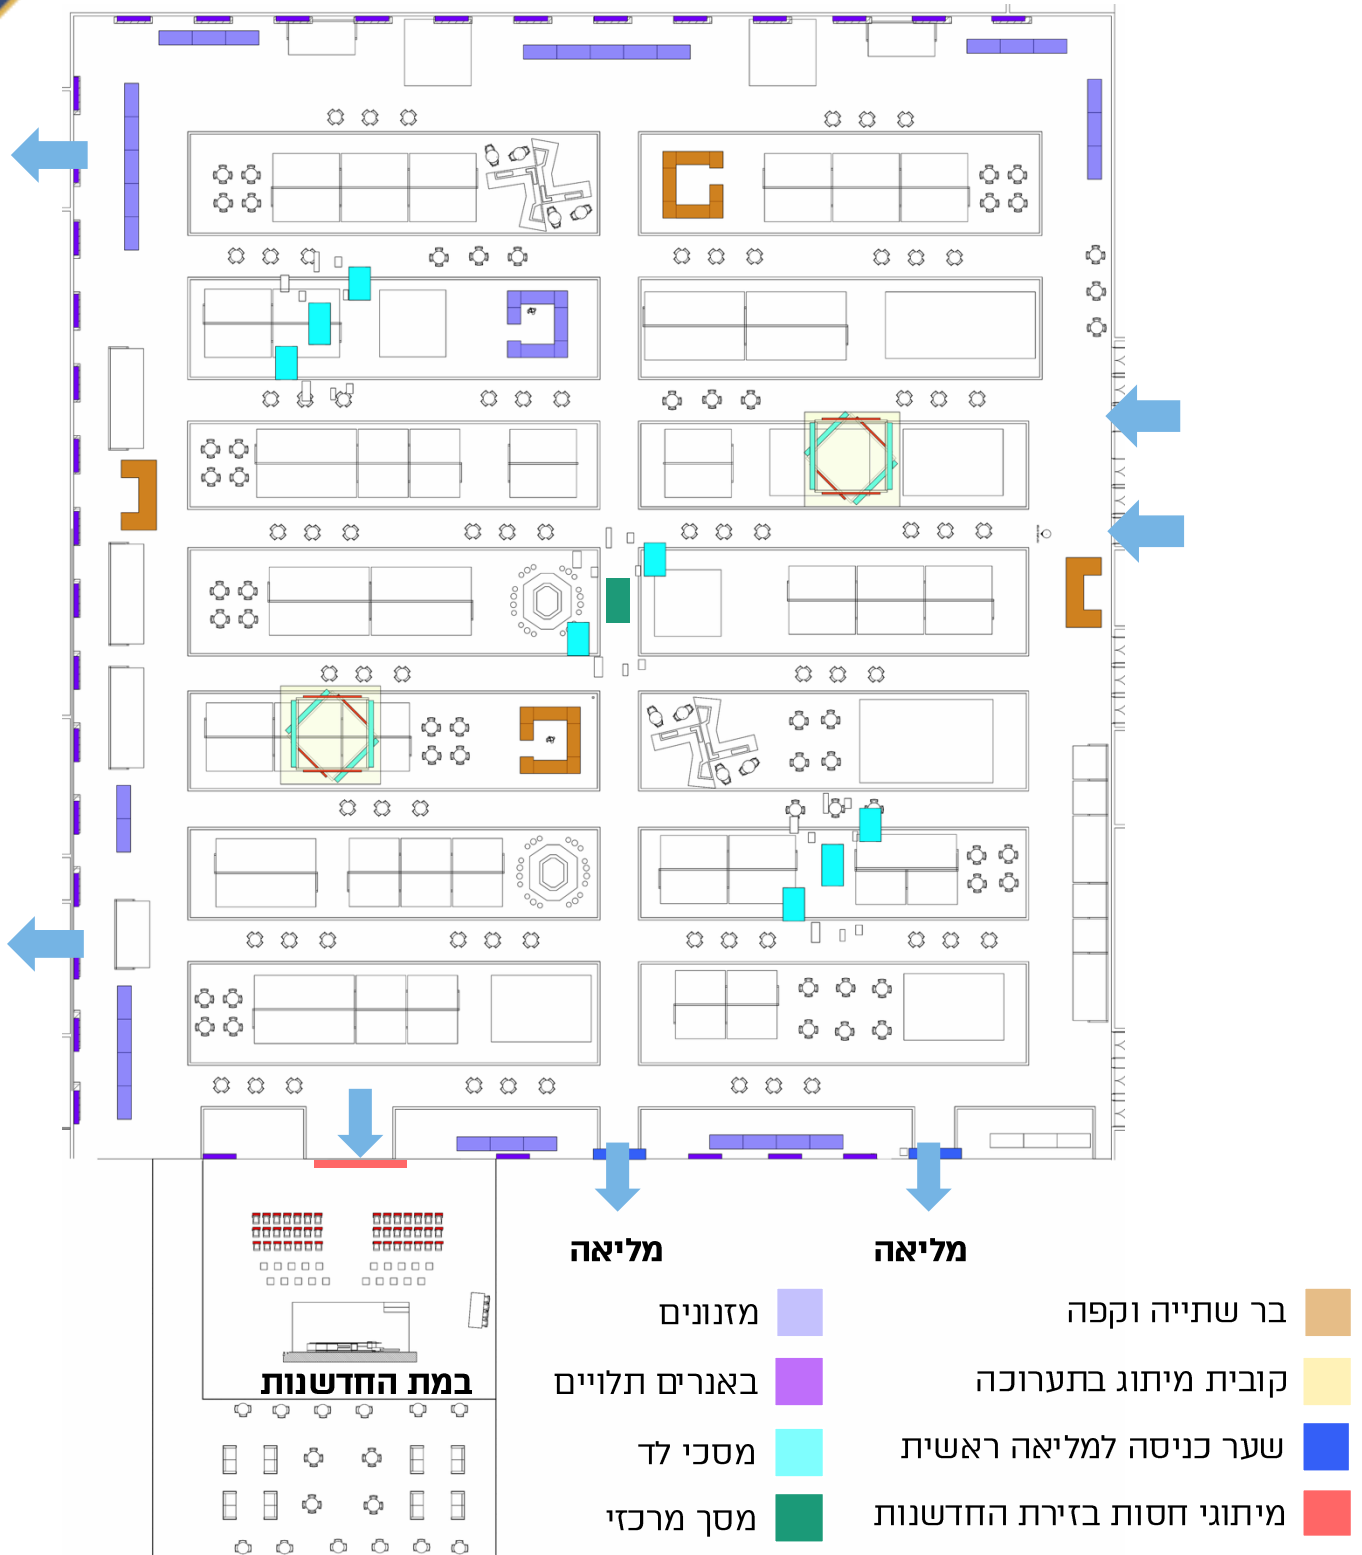 מליאה
מליאה
בר שתייה וקפה
קובית מיתוג בתערוכה
שער כניסה למליאה ראשית
מיתוגי חסות בזירת החדשנות
מזנונים
באנרים תלויים
מסכי לד
מסך מרכזי
במת החדשנות